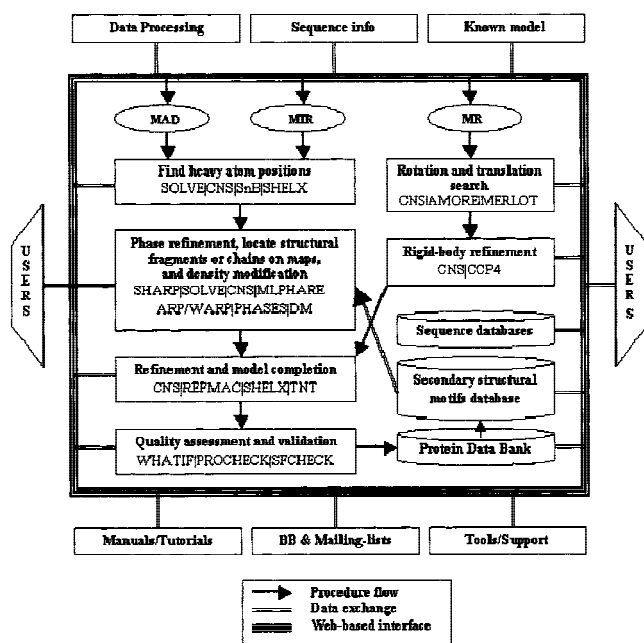 Data Processing
Sequence info
Known model
MAD
MIR
MR
Find heavy atom positions
SOLVE|CNS|SnB|SHELX
Rotation and translation
search
CNS|AMORE|MERLOT
Phase refinement, locate structural
fragments or chains on maps,
and density modification
SHARP|SOLVE|CNS|MLPHARE
ARP/WARP|PHASES|DM
Rigid-body refinement
CNS|CCP4
USERS
USERS
Sequence databases
Refinement and model completion
CNS|REPMAC|SHELX|TNT
Secondary structural
motifs database
Quality assessment and validation
WHATIF|PROCHECK|SFCHECK
Protein Data Bank
Manuals/Tutorials
BB & Mailing-lists
Tools/Support
Procedure flow
Data exchange
Web-based interface